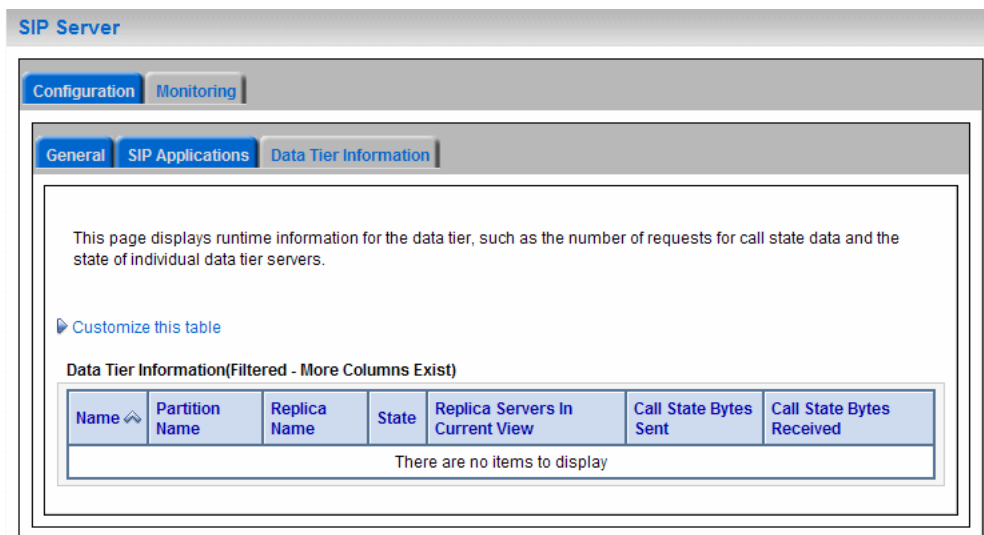 SIP Server
Configuration Monitoring
General SIP Applications Data Tier Information
This page displays runtime information for the data tier, such as the number of requests for call state data and the
state of individual data tier servers.
Customize this table
Data Tier Information(Filtered - More Columns Exist)
Name Partition Name Replica Name State Replica Servers In Current View Call State Bytes Sent Call State Bytes Received
There are no items to display